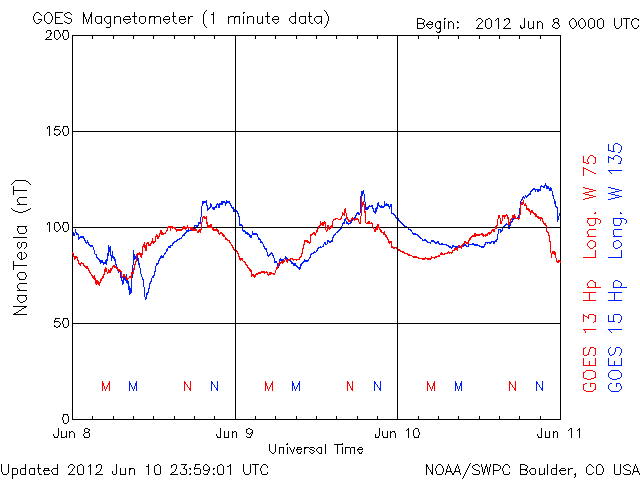 GOES Magnetometer (1 minute data)
Begin: 2012 Jun 8 0000 UTC
200
150
100
50
0
NanoTesla (nT)
M M N N M M N N M M N N
Jun 8 Jun 9 Jun 10 Jun 11
Universal Time
GOES 13 Hp Long. W 75
GOES 15 Hp Long. W 135
Updated 2012 Jun 10 23:59:01 UTC
NOAA/SWPC Boulder, CO USA